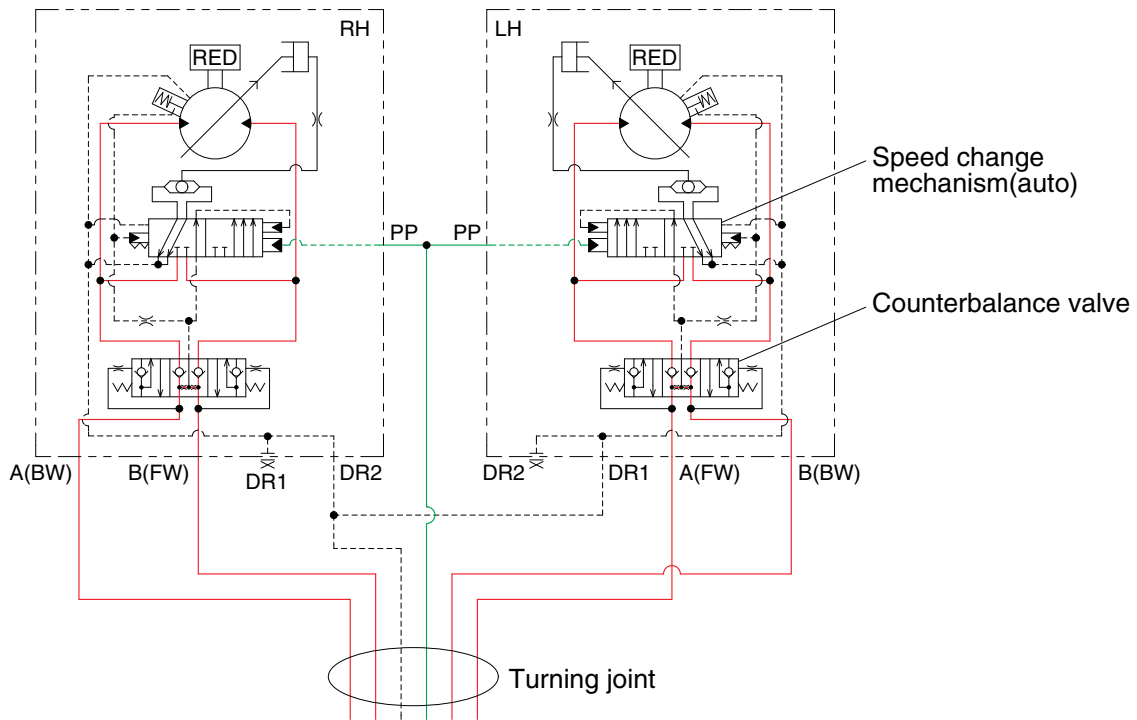 RH
LH
RED
RED
Speed change
mechanism(auto)
PP
PP
Counterbalance valve
A(BW)
B(FW)
DR1
DR2
DR2
DR1
A(FW)
B(BW)
Turning joint